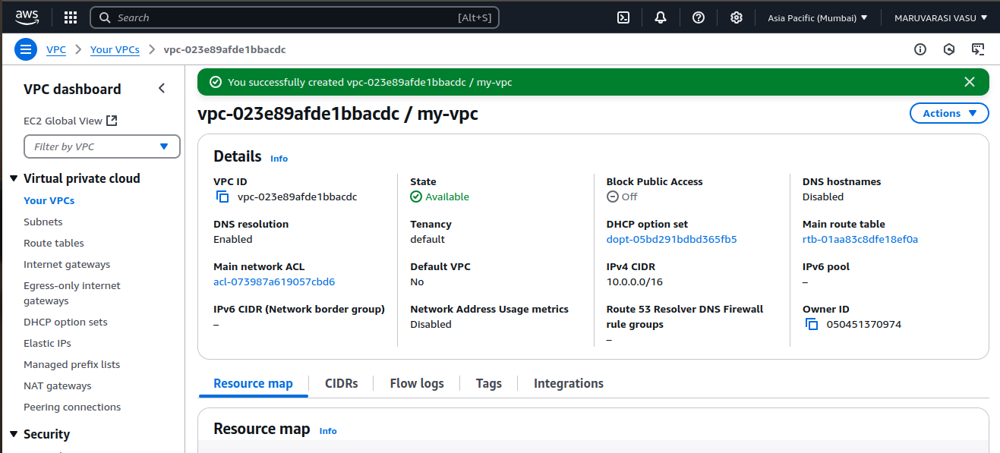 aws
Search [Alt+S]
Asia Pacific (Mumbai)
MARUVARASI VASU
VPC
Your VPCs
vpc-023e89afde1bbacdc
VPC dashboard
EC2 Global View
Filter by VPC
Virtual private cloud
Your VPCs
Subnets
Route tables
Internet gateways
Egress-only internet
gateways
DHCP option sets
Elastic IPs
Managed prefix lists
NAT gateways
Peering connections
Security
You successfully created vpc-023e89afde1bbacdc / my-vpc
vpc-023e89afde1bbacdc / my-vpc
Actions
Details Info
VPC ID
vpc-023e89afde1bbacdc
State
Available
Block Public Access
Off
DNS hostnames
Disabled
DNS resolution
Enabled
Tenancy
default
DHCP option set
dopt-05bd291bdbd365fb5
Main route table
rtb-01aa83c8dfe18ef0a
Main network ACL
acl-073987a619057cbd6
Default VPC
No
IPv4 CIDR
10.0.0.0/16
IPv6 pool
–
IPv6 CIDR (Network border group)
–
Network Address Usage metrics
Disabled
Route 53 Resolver DNS Firewall
rule groups
–
Owner ID
050451370974
Resource map
CIDRs
Flow logs
Tags
Integrations
Resource map Info